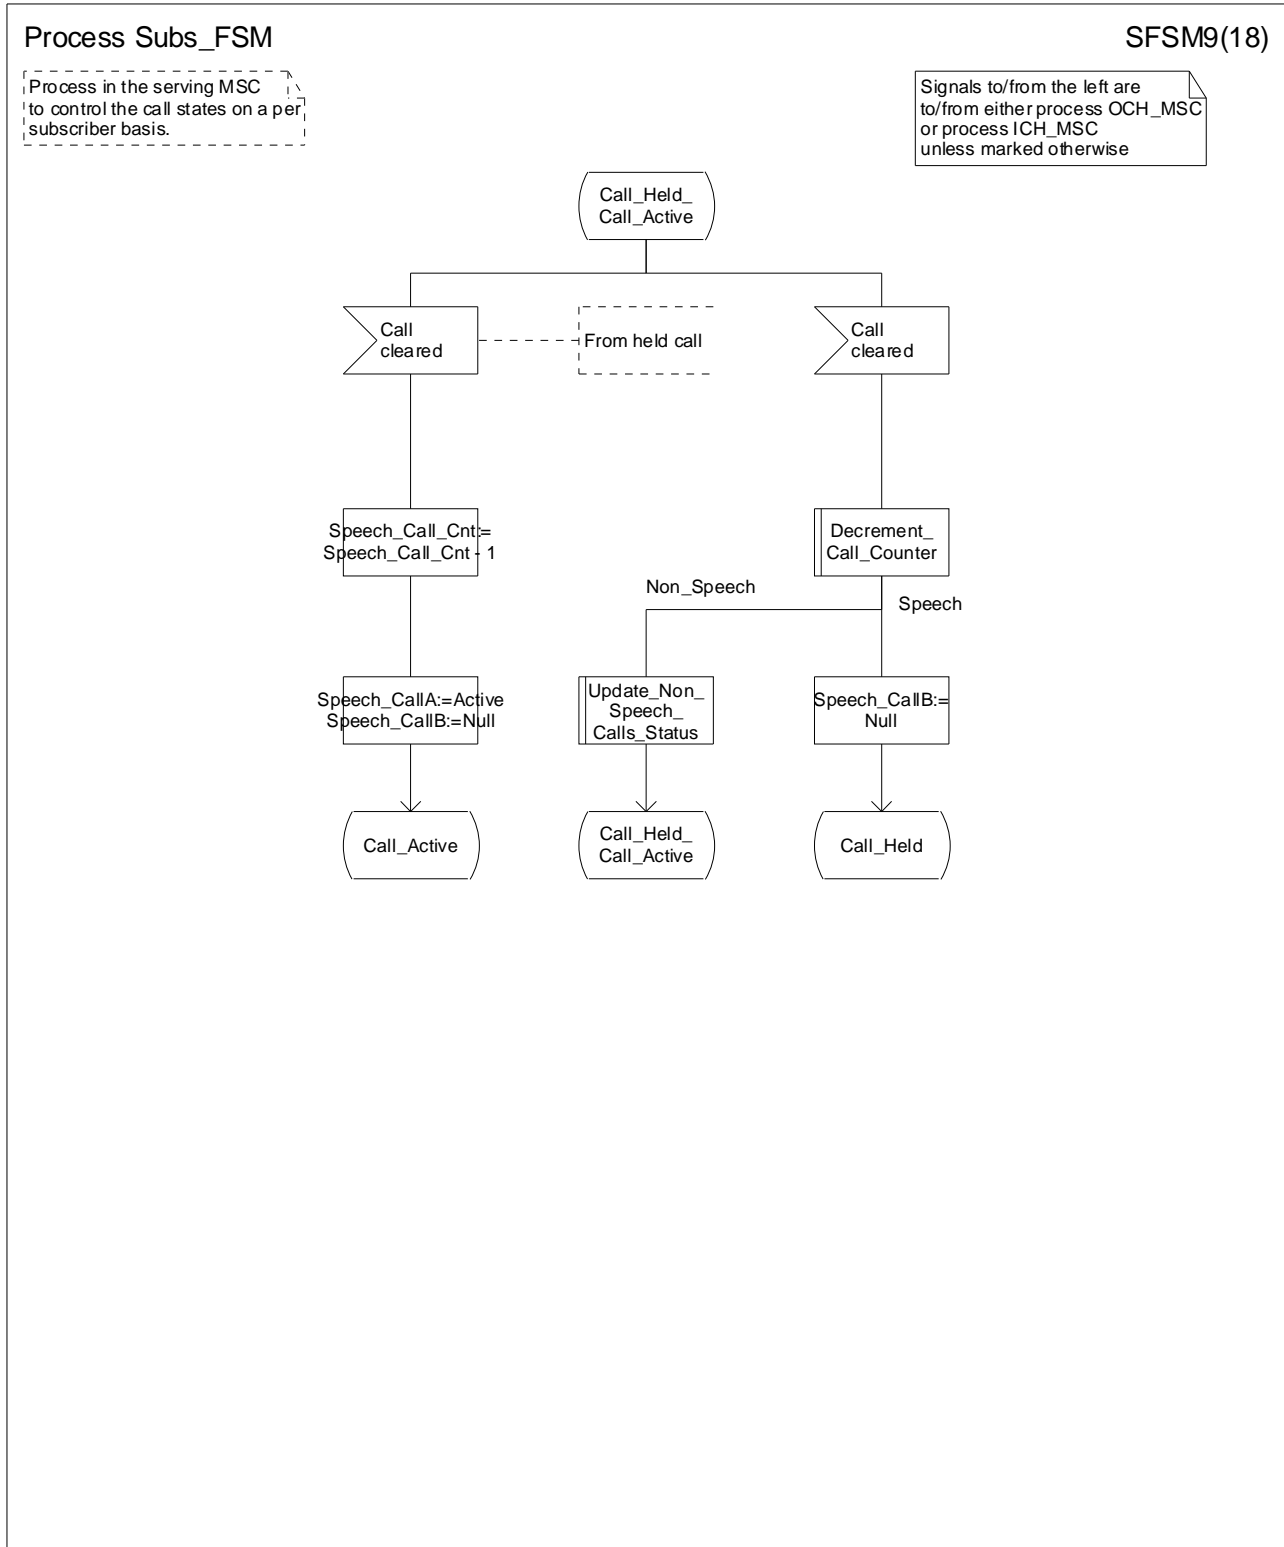 Process Subs_FSM
SFSM9(18)
Process in the serving MSC
to control the call states on a per
subscriber basis.
Signals to/from the left are
to/from either process OCH_MSC
or process ICH_MSC
unless marked otherwise
Call_Held_
Call_Active
Call
cleared
From held call
Call
cleared
Speech_Call_Cnt:=
Speech_Call_Cnt - 1
Decrement_
Call_Counter
Non_Speech
Speech
Speech_CallA:=Active
Speech_CallB:=Null
Update_Non_
Speech_
Calls_Status
Speech_CallB:=
Null
Call_Active
Call_Held_
Call_Active
Call_Held